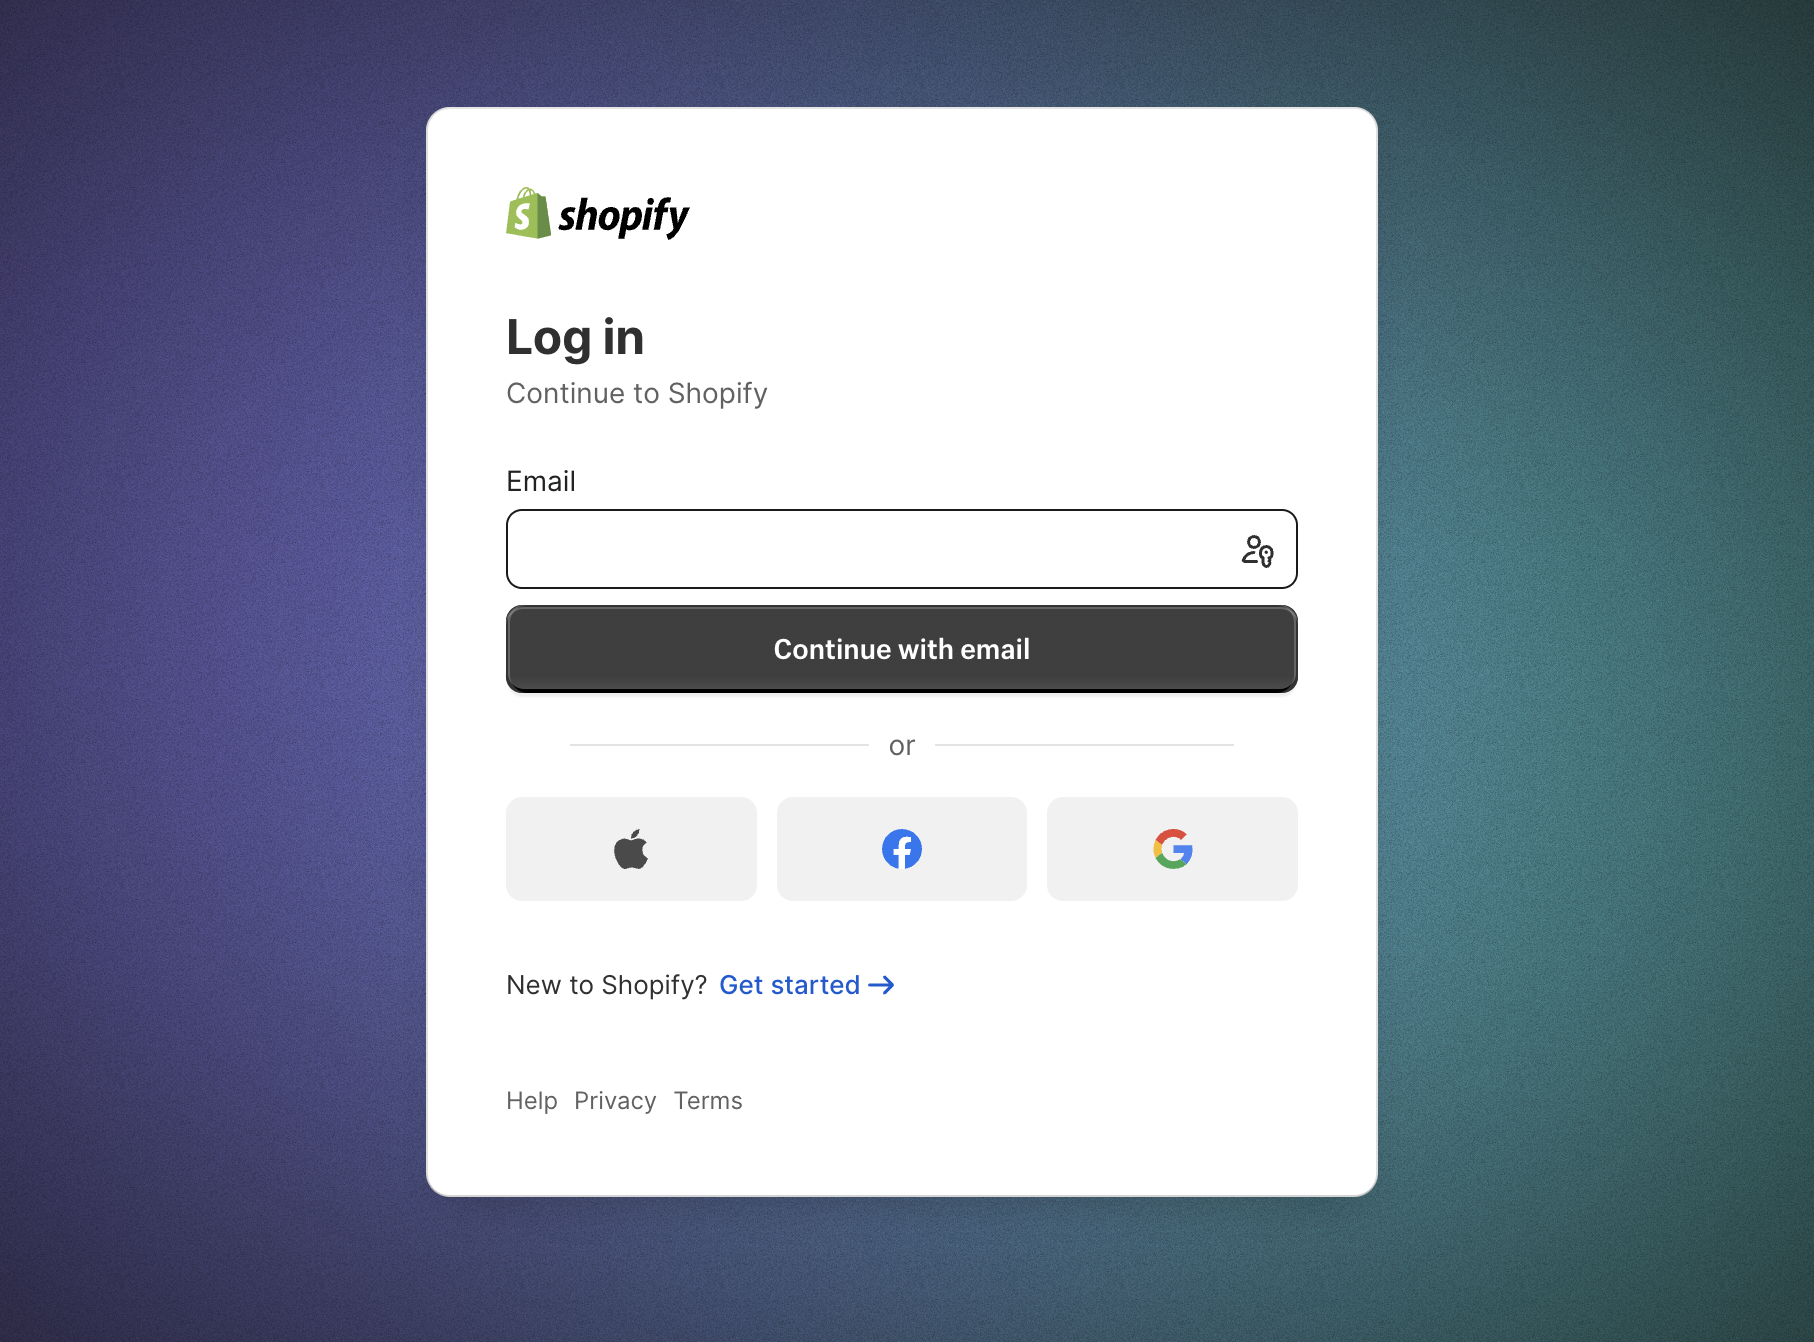 shopify
Log in
Continue to Shopify
Email
Continue with email
or
New to Shopify? Get started →
Help Privacy Terms